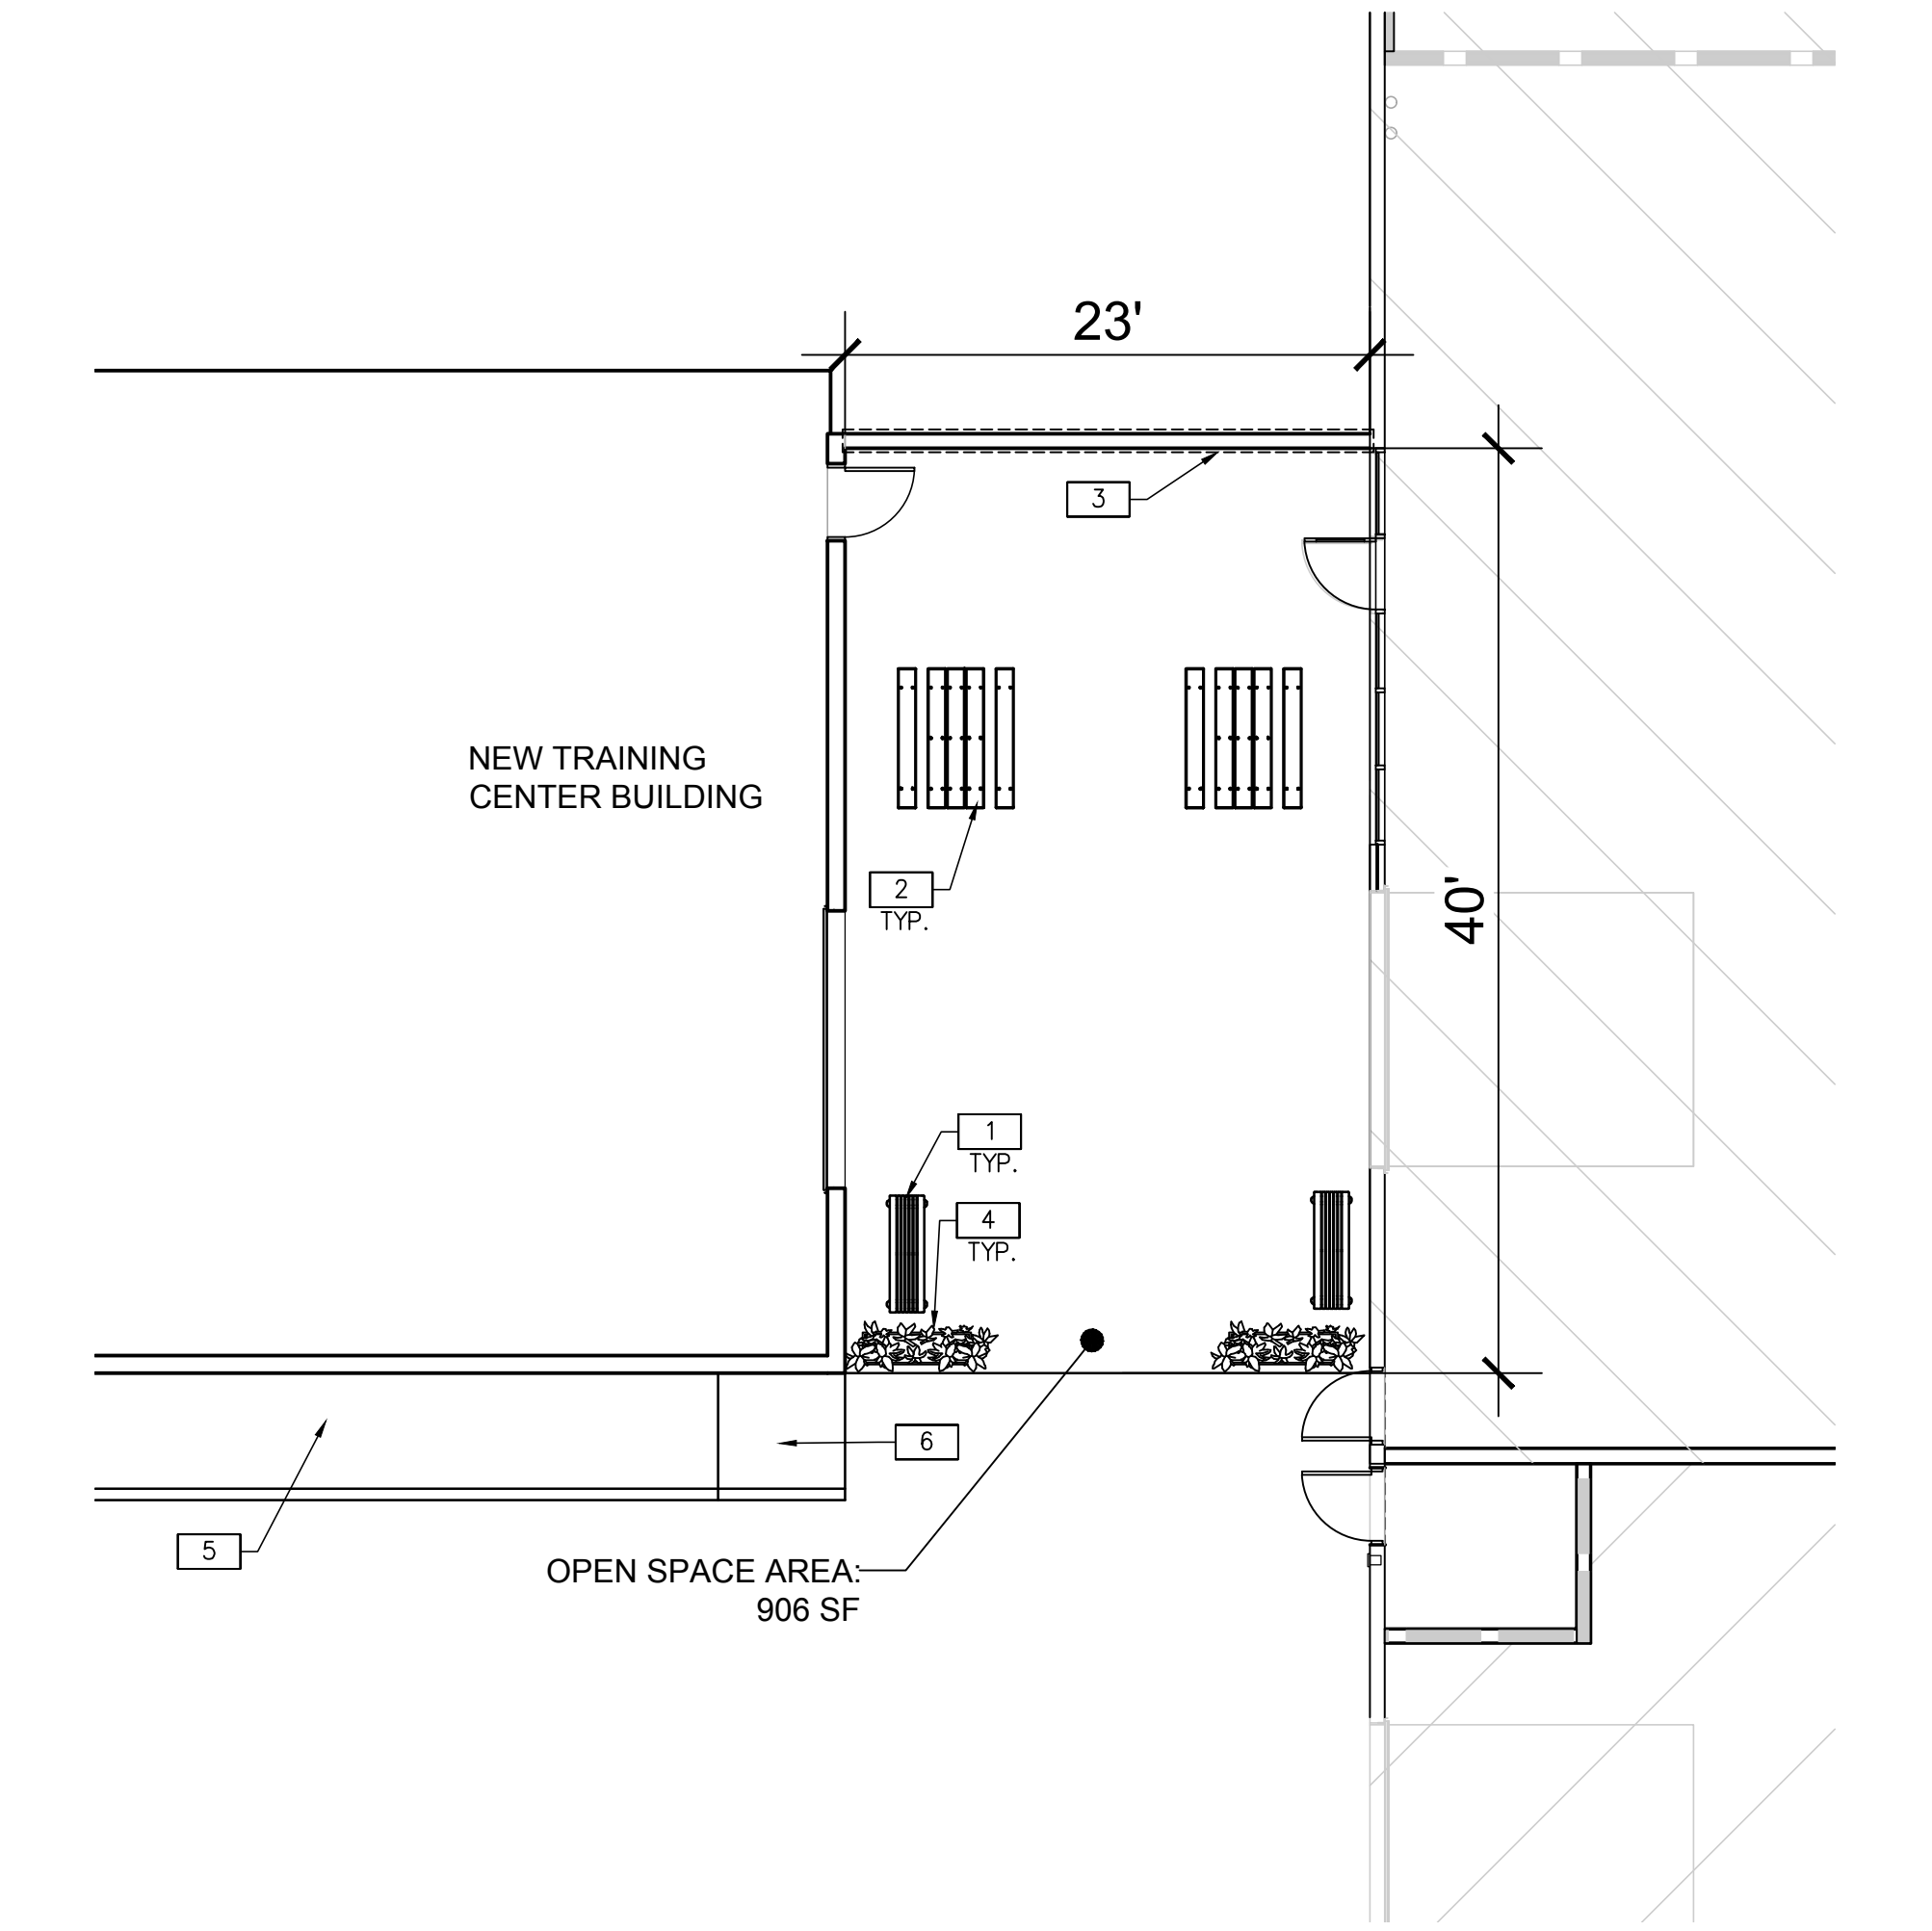 23'
3
NEW TRAINING
CENTER BUILDING
2
TYP.
40'
1
TYP.
4
TYP.
6
5
OPEN SPACE AREA:
906 SF